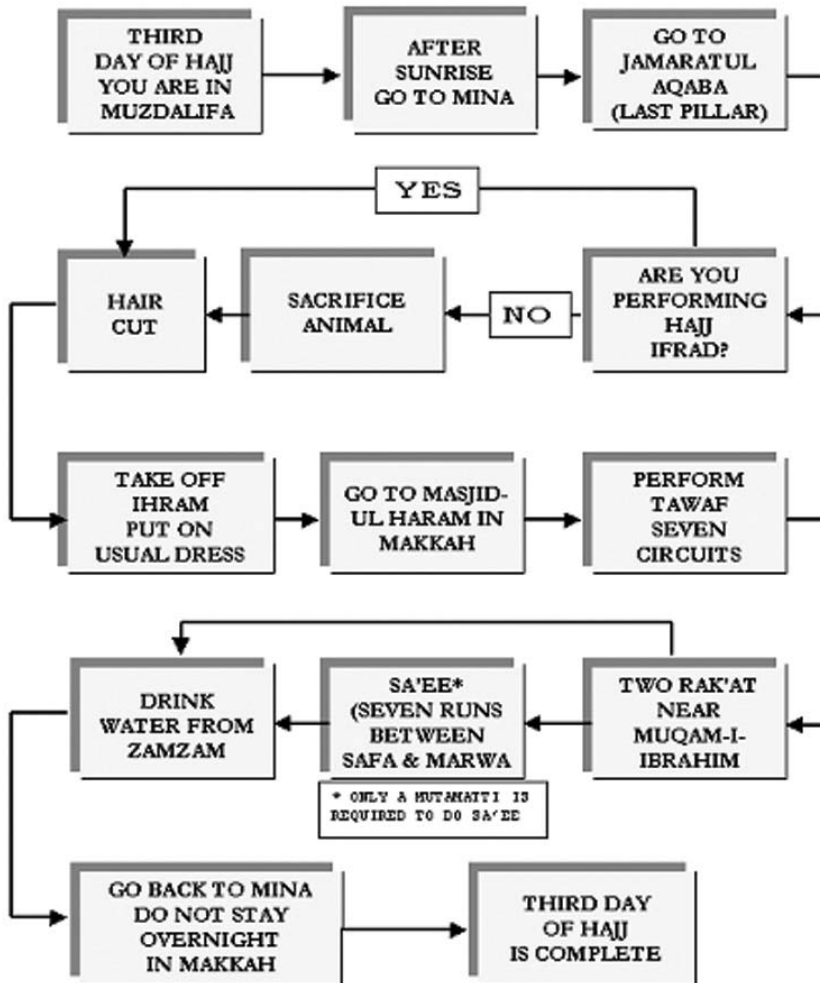 THIRD
DAY OF HAJJ
YOU ARE IN
MUZDALIFA
AFTER
SUNRISE
GO TO MINA
GO TO
JAMARATUL
AQABA
(LAST PILLAR)
YES
ARE YOU
PERFORMING
HAJJ
IFRAD?
NO
SACRIFICE
ANIMAL
HAIR
CUT
TAKE OFF
IHRAM
PUT ON
USUAL DRESS
GO TO MASJID-
UL HARAM IN
MAKKAH
PERFORM
TAWAF
SEVEN
CIRCUITS
TWO RAK'AT
NEAR
MUQAM-I-
IBRAHIM
SA'EE*
(SEVEN RUNS
BETWEEN
SAFA & MARWA
* ONLY A MUTAMATTI IS
REQUIRED TO DO SA'EE
DRINK
WATER FROM
ZAMZAM
GO BACK TO MINA
DO NOT STAY
OVERNIGHT
IN MAKKAH
THIRD DAY
OF HAJJ
IS COMPLETE